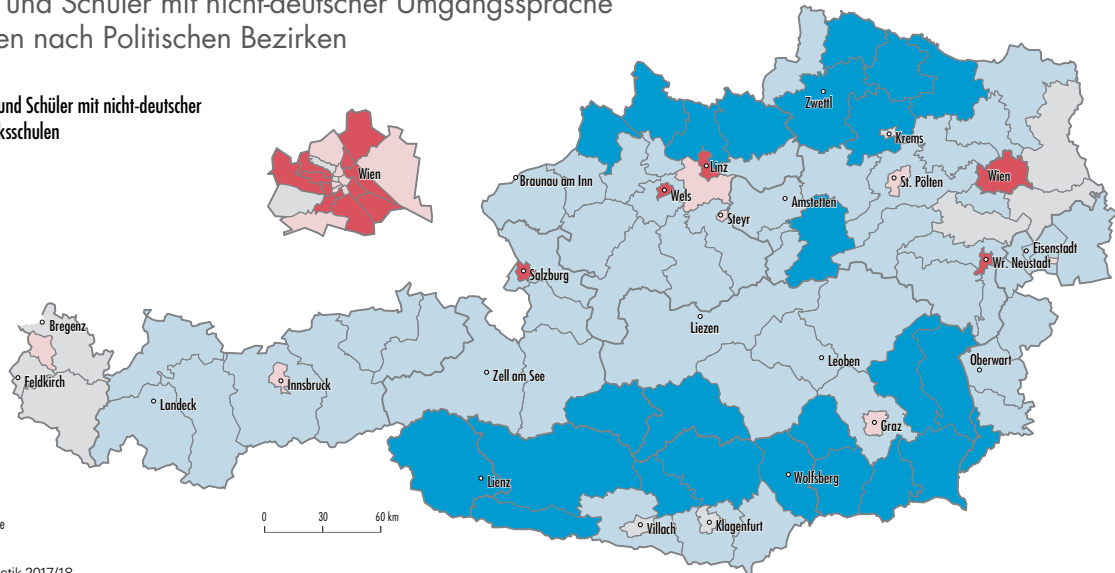 und Schüler mit nicht-deutscher Umgangssprache
en nach Politischen Bezirken
und Schüler mit nicht-deutscher
ksschulen
Wien
Zwettl
Krems
Linz
Braunau am Inn
Wels
St. Pölten
Wien
Amstetten
Steyr
Eisenstadt
Wr. Neustadt
Salzburg
Bregenz
Liezen
Leoben
Oberwart
Zell am See
Feldkirch
Innsbruck
Landeck
Graz
Lienz
Wolfsberg
0 30 60 km
Villach
Klagenfurt
e
stik 2017/18